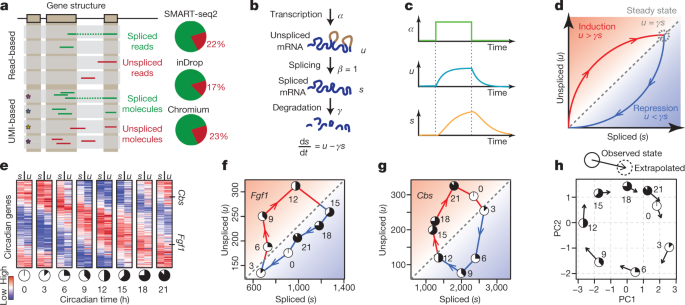 a
Gene structure
Read-based
UMI-based
Spliced
reads
Unspliced
reads
Spliced
molecules
Unspliced
molecules
SMART-seq2
22%
inDrop
17%
Chromium
23%
b
Transcription
α
Unspliced
mRNA
u
Splicing
β = 1
Spliced
mRNA
s
Degradation
γ
ds
dt
= u – γs
c
α
Time
u
Time
s
Time
d
Steady state
u = γs
Induction
u > γs
Repression
u < γs
Unspliced (u)
Spliced (s)
e
s u s u s u s u s u s u s u s u
Circadian genes
Cbs
Fgf1
Low High
0 3 6 9 12 15 18 21
Circadian time (h)
f
Fgf1
Unspliced (u)
300
250
200
150
12
15
9
18
21
6
0
3
600 1,000 1,400
Spliced (s)
g
Cbs
Unspliced (u)
300
250
200
150
100
21
0
3
18
15
12
6
9
1,000 2,000 3,000
Spliced (s)
Observed state
Extrapolated
h
PC2
1
0
–1
–2
18
21
15
0
12
3
9
6
–2 –1 0 1 2 3
PC1